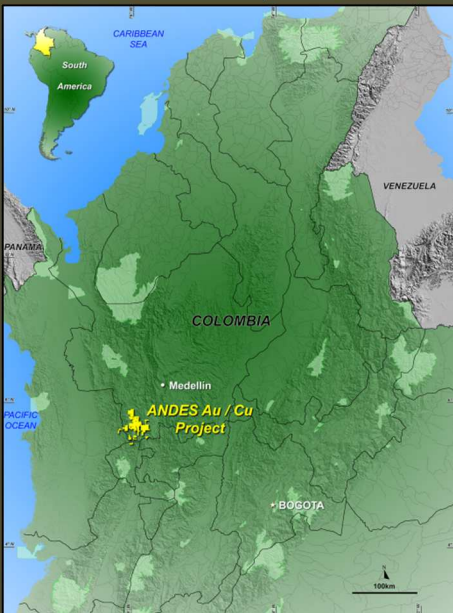 CARIBBEAN
SEA
South
America
VENEZUELA
PANAMA
COLOMBIA
Medellin
ANDES Au / Cu
Project
PACIFIC
OCEAN
BOGOTA
100km